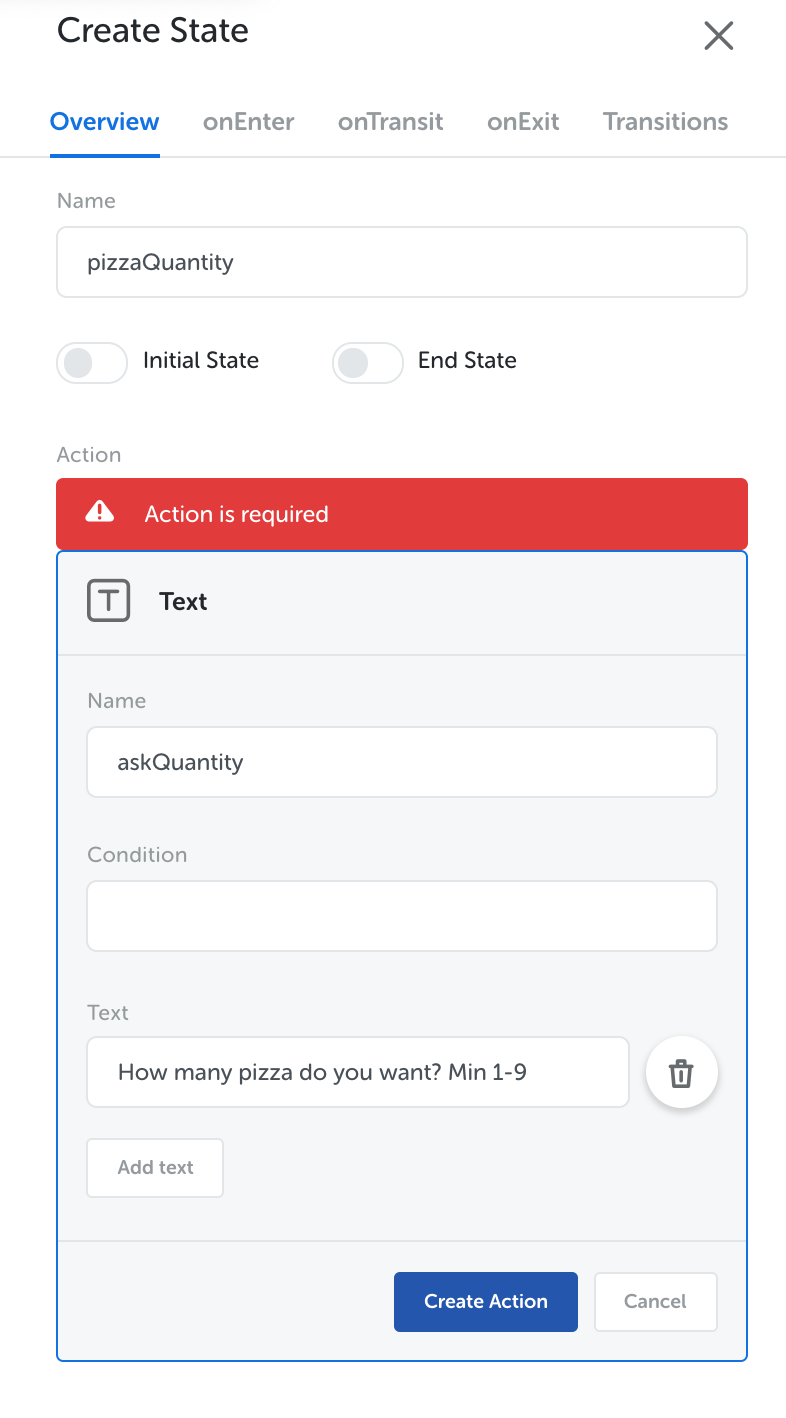 Create State
Overview onEnter onTransit onExit Transitions
Name
pizzaQuantity
Initial State End State
Action
Action is required
T Text
Name
askQuantity
Condition
Text
How many pizza do you want? Min 1-9
Add text
Create Action Cancel